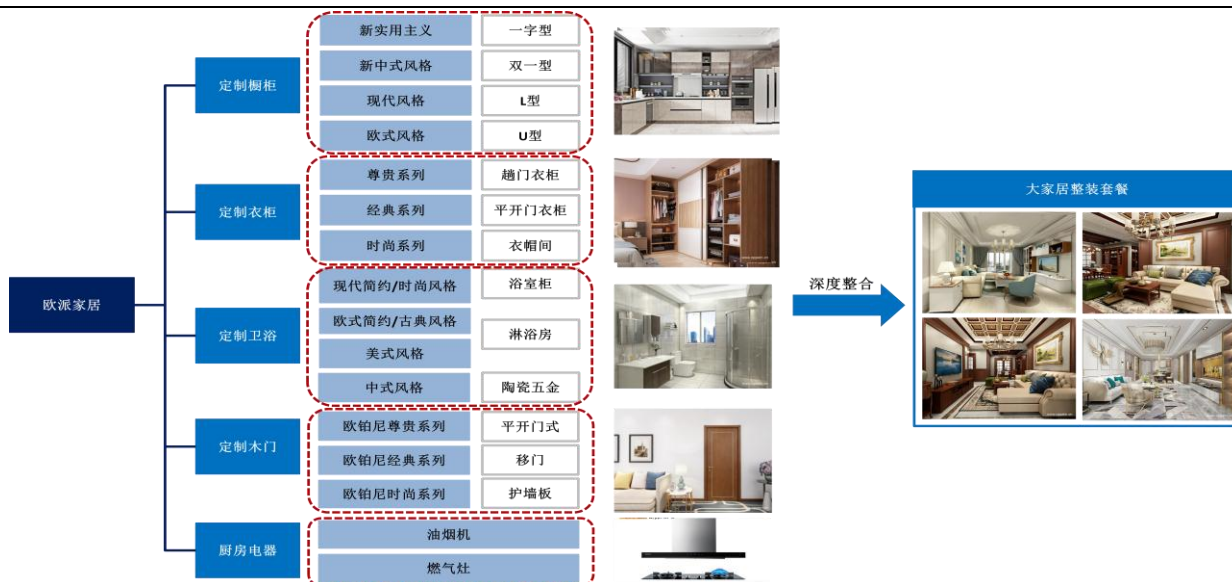 欧派家居
定制橱柜
新实用主义
一字型
新中式风格
双一型
现代风格
L型
欧式风格
U型
定制衣柜
尊贵系列
趟门衣柜
经典系列
平开门衣柜
时尚系列
衣帽间
定制卫浴
现代简约/时尚风格
浴室柜
欧式简约/古典风格
淋浴房
美式风格
中式风格
陶瓷五金
定制木门
欧铂尼尊贵系列
平开门式
欧铂尼经典系列
移门
欧铂尼时尚系列
护墙板
厨房电器
油烟机
燃气灶
深度整合
大家居整装套餐